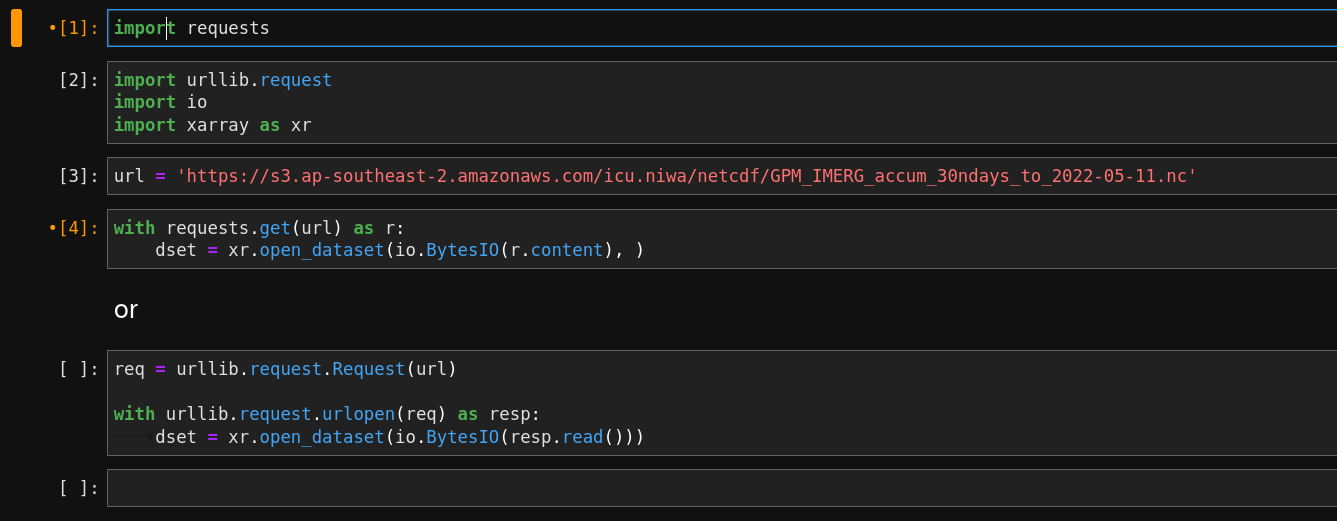 •[1]: import requests
[2]: import urllib.request
import io
import xarray as xr
[3]: url = 'https://s3.ap-southeast-2.amazonaws.com/icu.niwa/netcdf/GPM_IMERG_accum_30ndays_to_2022-05-11.nc'
•[4]: with requests.get(url) as r:
    dset = xr.open_dataset(io.BytesIO(r.content), )
or
[ ]: req = urllib.request.Request(url)
with urllib.request.urlopen(req) as resp:
    dset = xr.open_dataset(io.BytesIO(resp.read()))
[ ]: